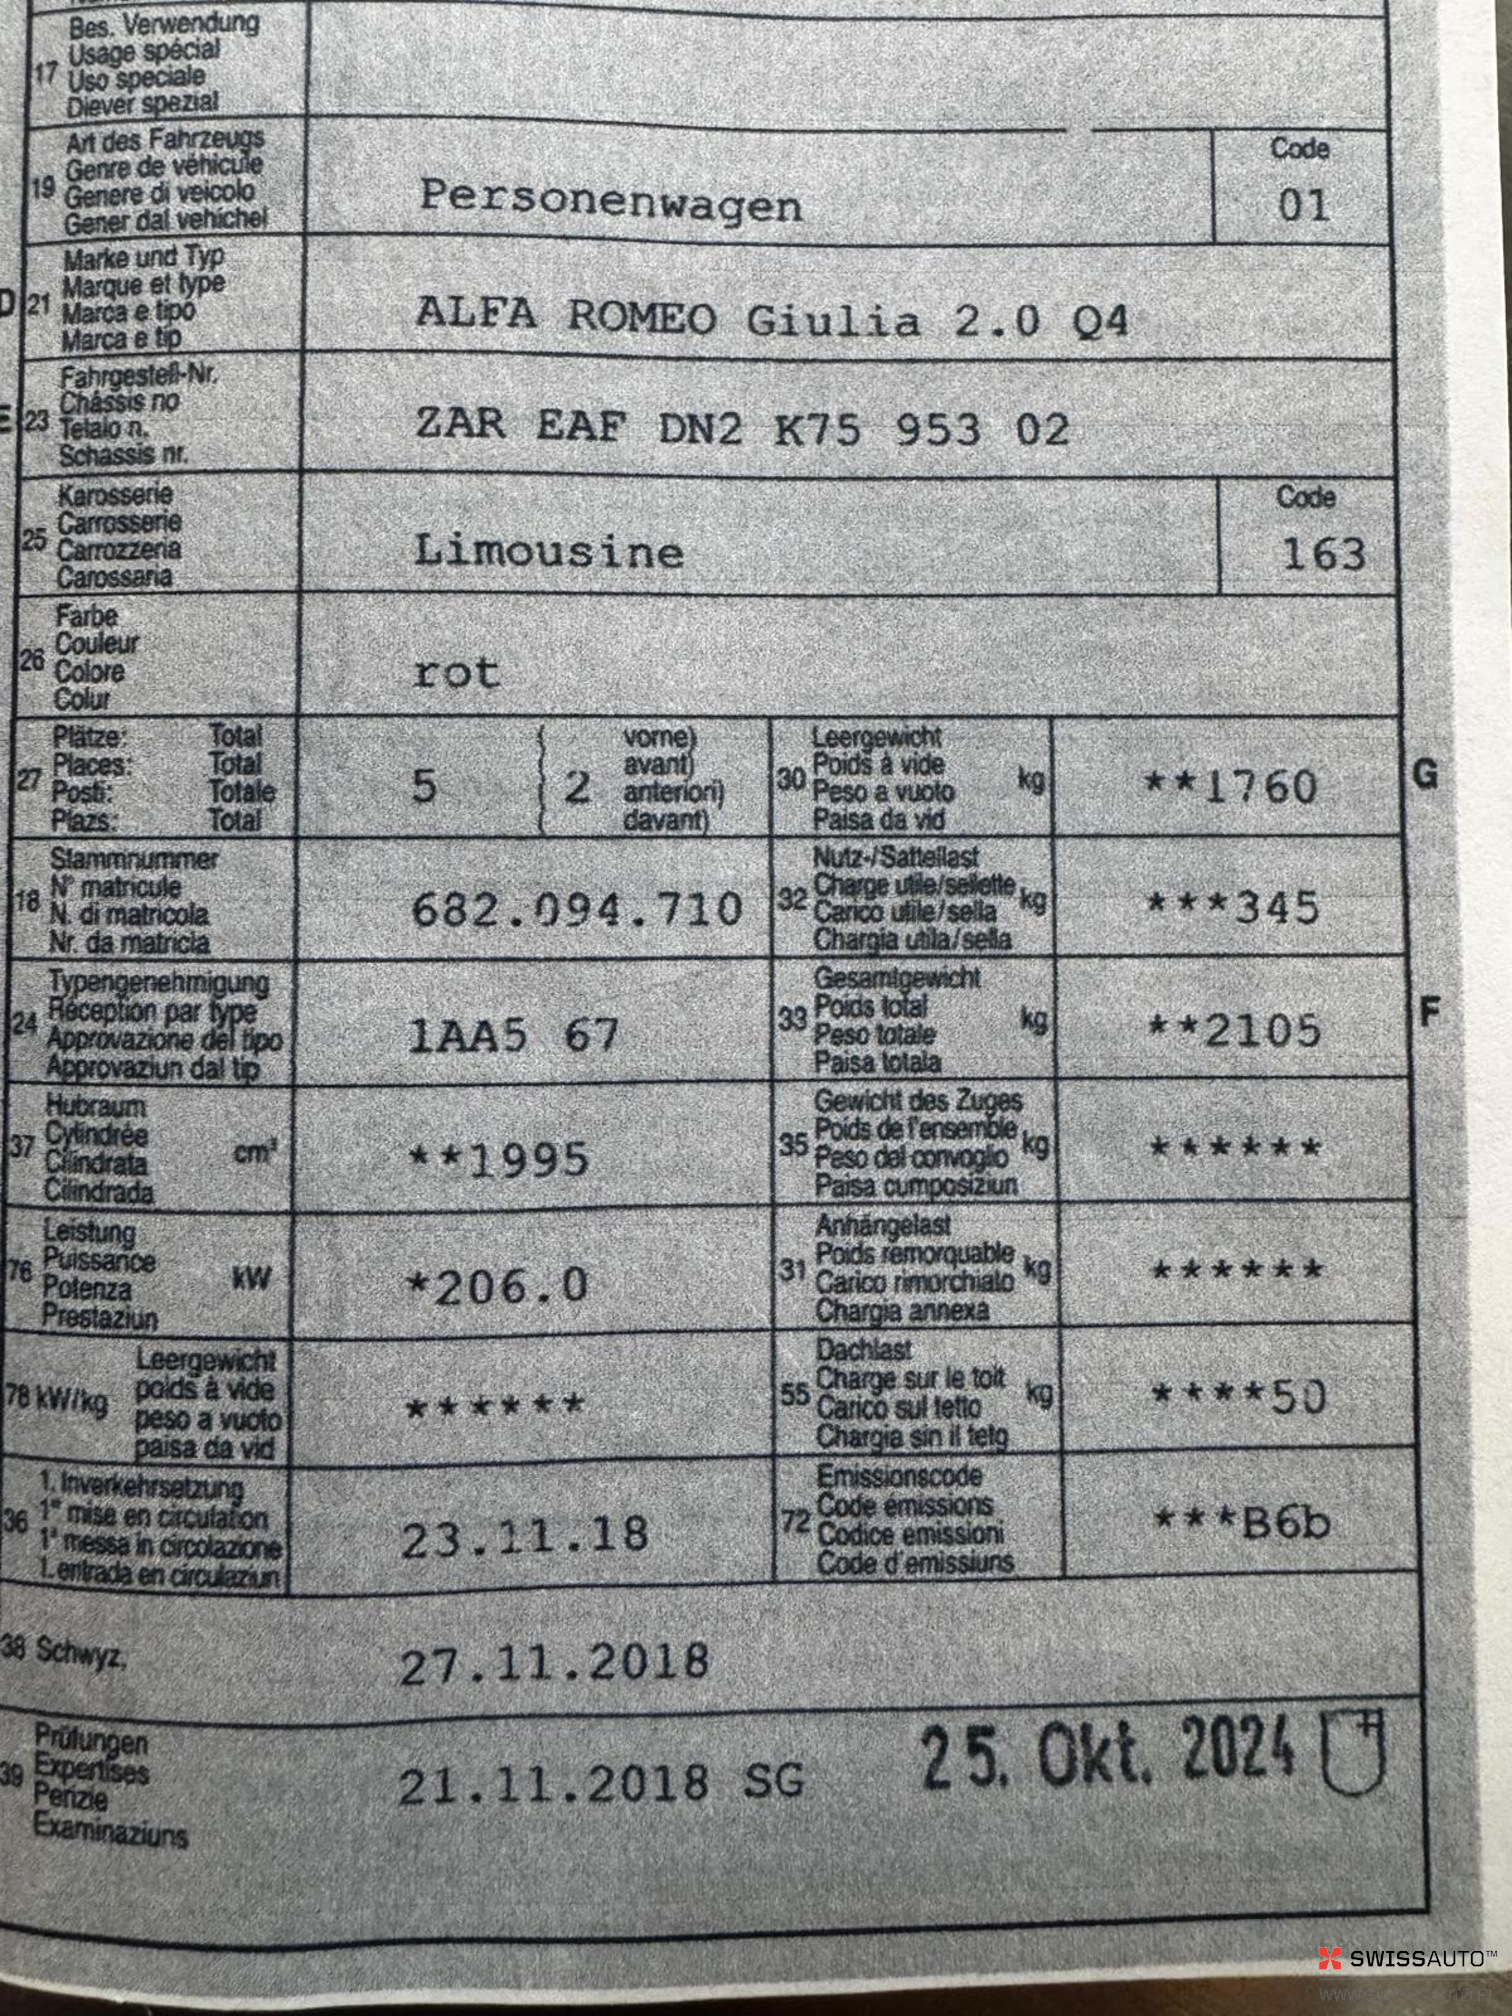 Bes. Verwendung
17 Usage spécial
Uso speciale
Diever spezial
Art des Fahrzeugs
19 Genre de véhicule
Genere di veicolo
Gener dal vehichel
Personenwagen
Code
01
Marke und Typ
D 21 Marque et type
Marca e tipo
Marca e tip
ALFA ROMEO Giulia 2.0 Q4
Fahrgestell-Nr.
E 23 Châssis no
Telaio n.
Schassis nr.
ZAR EAF DN2 K75 953 02
Karosserie
25 Carrosserie
Carrozzeria
Carossaria
Limousine
Code
163
Farbe
26 Couleur
Colore
Colur
rot
27 Plätze: Total
Places: Total
Posti: Totale
Plazs: Total
5 { 2
vorne)
avant)
anteriori)
davant)
30 Leergewicht
Poids à vide kg
Peso a vuoto
Paisa da vid
**1760
G
Stammnummer
18 N° matricule
N. di matricola
Nr. da matricla
682.094.710
32 Nutz-/Sattellast
Charge utile/sellette kg
Carico utile/sella
Chargia utila/sella
***345
Typengenehmigung
24 Réception par type
Approvazione del tipo
Approvaziun dal tip
1AA5 67
33 Gesamtgewicht
Poids total kg
Peso totale
Paisa totala
**2105
F
Hubraum
37 Cylindrée cm³
Cilindrata
Cilindrada
**1995
35 Gewicht des Zuges
Poids de l'ensemble kg
Peso del convoglio
Paisa cumposiziun
******
Leistung
76 Puissance kW
Potenza
Prestaziun
*206.0
31 Anhängelast
Poids remorquable kg
Carico rimorchiato
Chargia annexa
******
78 kW/kg
Leergewicht
poids à vide
peso a vuoto
paisa da vid
******
55 Dachlast
Charge sur le toit kg
Carico sul tetto
Chargia sin il tetg
****50
1. Inverkehrsetzung
36 1re mise en circulation
1a messa in circolazione
1. entrada en circulaziun
23.11.18
72 Emissionscode
Code émissions
Codice emissioni
Code d'emissiuns
***B6b
38 Schwyz,
27.11.2018
Prüfungen
39 Expertises
Perizie
Examinaziuns
21.11.2018 SG
25. Okt. 2024
SWISSAUTO™